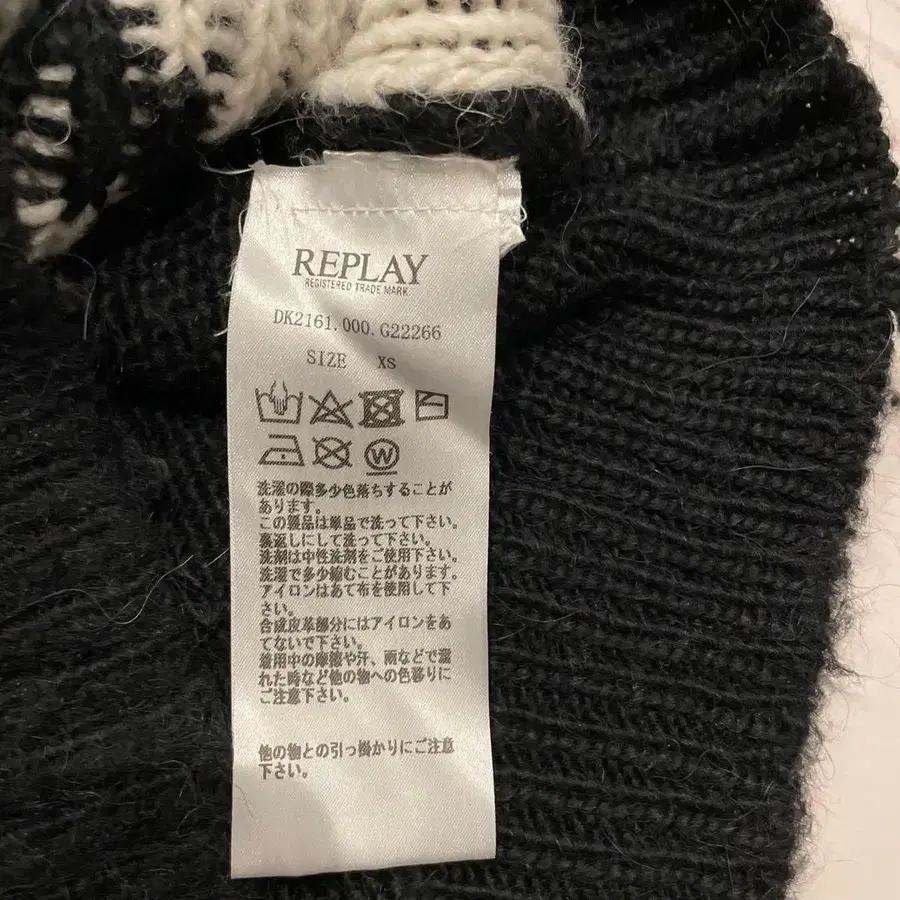 REPLAY
REGISTERED TRADE MARK
DK2161.000.G22266
SIZE XS
W
洗濯の際多少色落ちすることが
あります。
この製品は単品で洗って下さい。
裏返しにして洗って下さい。
洗剤は中性洗剤をご使用下さい。
洗濯で多少縮むことがあります。
アイロンはあて布を使用して下
さい。
合成皮革部分にはアイロンをあ
てないで下さい。
着用中の摩擦や汗、雨などで濡
れた時など他の物への色移りに
ご注意下さい。
他の物との引っ掛かりにご注意
下さい。